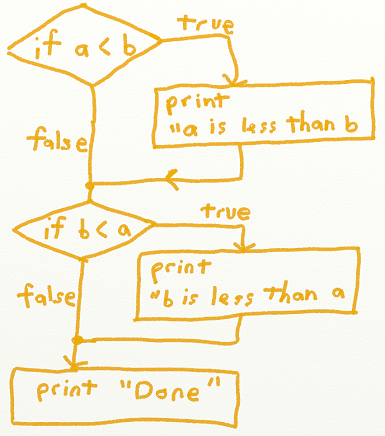 if a < b
true
print
"a is less than b
false
if b < a
true
print
"b is less than a
false
print "Done"